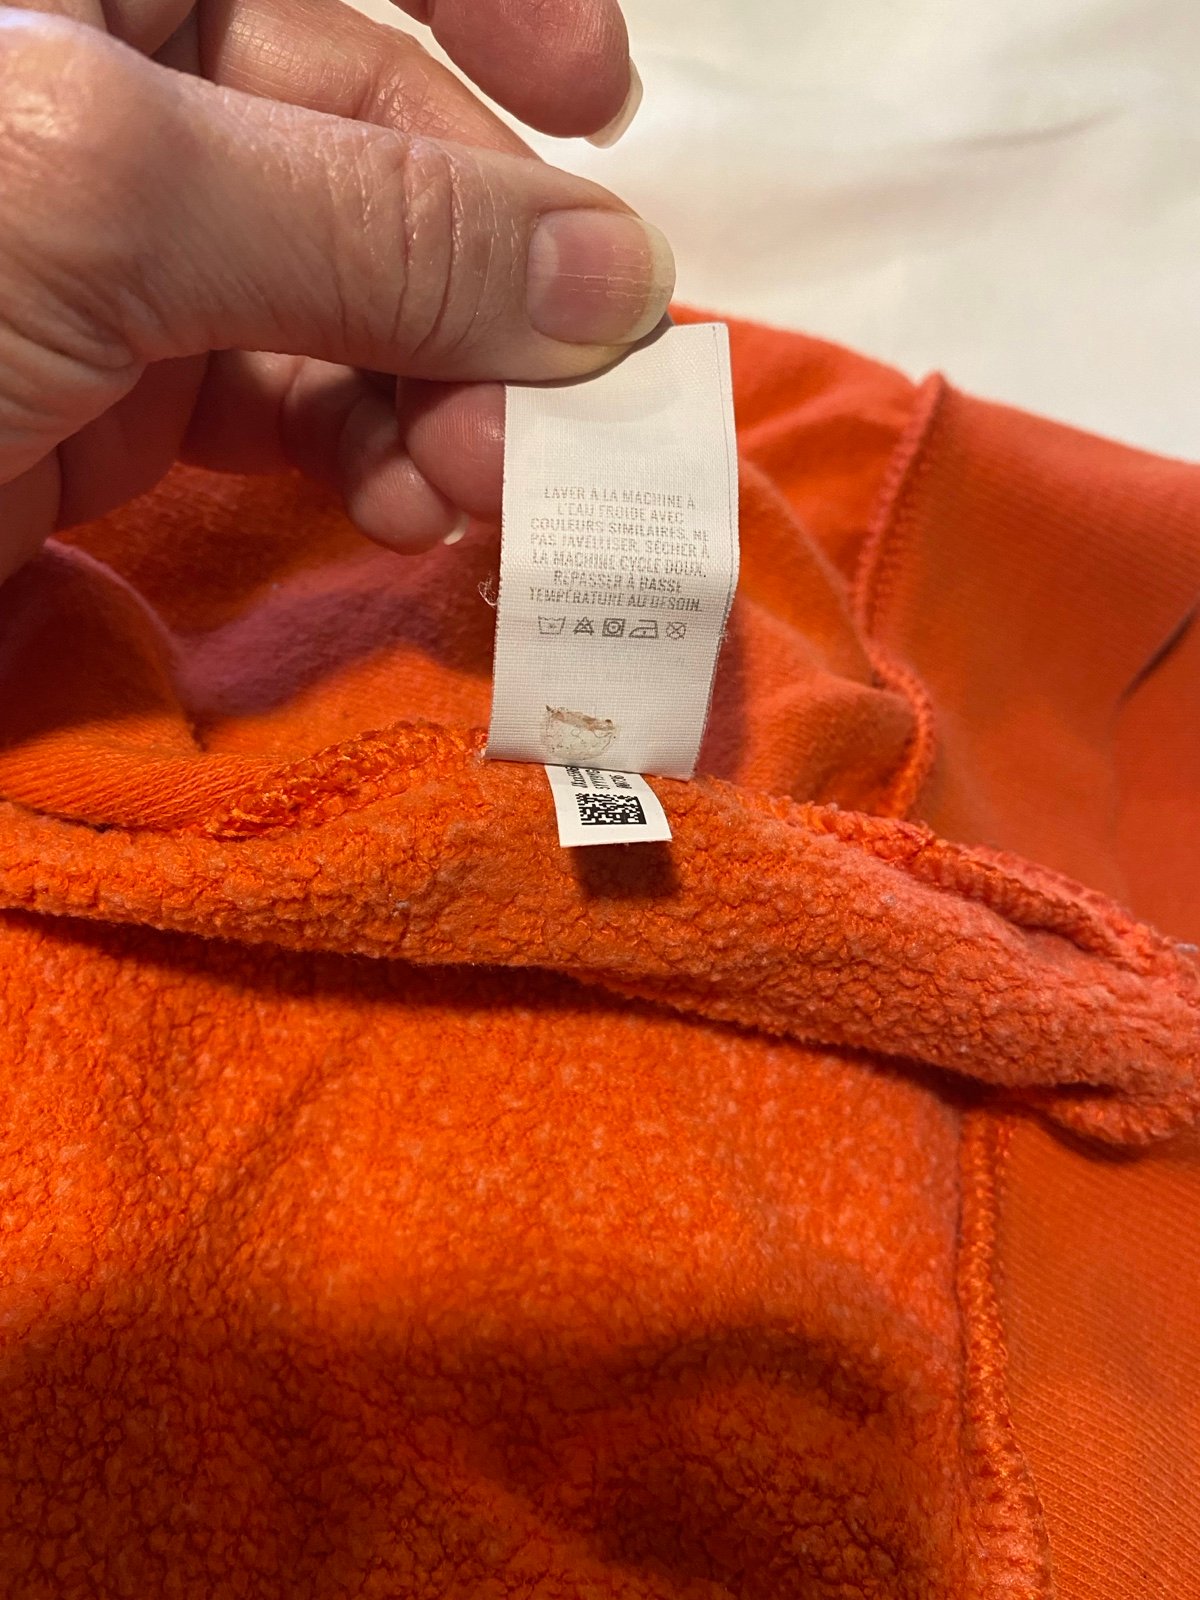 LAVER À LA MACHINE À
L'EAU FROIDE AVEC
COULEURS SIMILAIRES. NE
PAS JAVELLISER. SÉCHER À
LA MACHINE CYCLE DOUX.
REPASSER À BASSE
TEMPÉRATURE AU BESOIN.